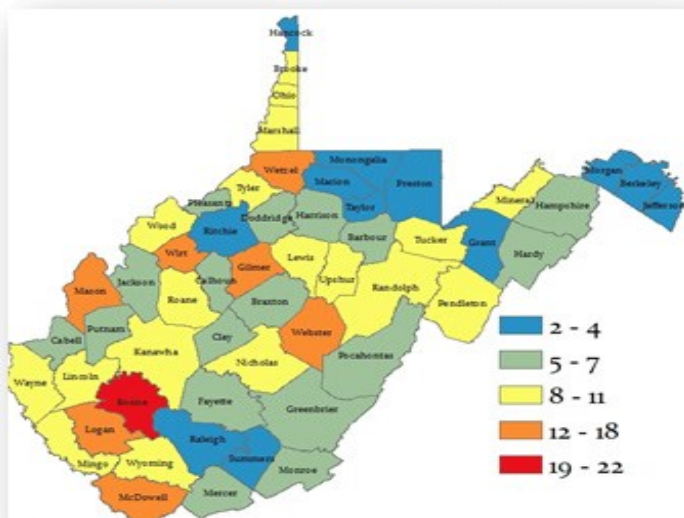 Hancock
Brooke
Ohio
Marshall
Wetzel
Monongalia
Marion
Preston
Taylor
Morgan
Berkeley
Jefferson
Tyler
Pleasants
Doddridge
Harrison
Mineral
Hampshire
Wood
Ritchie
Barbour
Tucker
Grant
Hardy
Wirt
Gilmer
Lewis
Upshur
Randolph
Pendleton
Mason
Jackson
Roane
Calhoun
Braxton
Webster
Pocahontas
Cabell
Putnam
Clay
Kanawha
Nicholas
Wayne
Lincoln
Boone
Fayette
Greenbrier
Logan
Raleigh
Summers
Mingo
Wyoming
Monroe
McDowell
Mercer
2 - 4
5 - 7
8 - 11
12 - 18
19 - 22